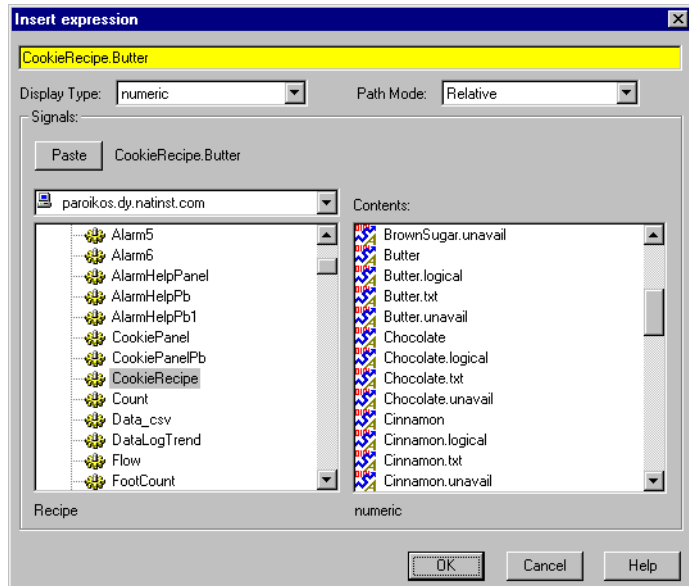 Insert expression
CookieRecipe.Butter
Display Type: numeric Path Mode: Relative
Signals:
Paste CookieRecipe.Butter
paroikos.dy.natinst.com
Alarm5
Alarm6
AlarmHelpPanel
AlarmHelpPb
AlarmHelpPb1
CookiePanel
CookiePanelPb
CookieRecipe
Count
Data_csv
DataLogTrend
Flow
FootCount
Recipe
Contents:
BrownSugar.unavail
Butter
Butter.logical
Butter.txt
Butter.unavail
Chocolate
Chocolate.logical
Chocolate.txt
Chocolate.unavail
Cinnamon
Cinnamon.logical
Cinnamon.txt
Cinnamon.unavail
numeric
OK Cancel Help